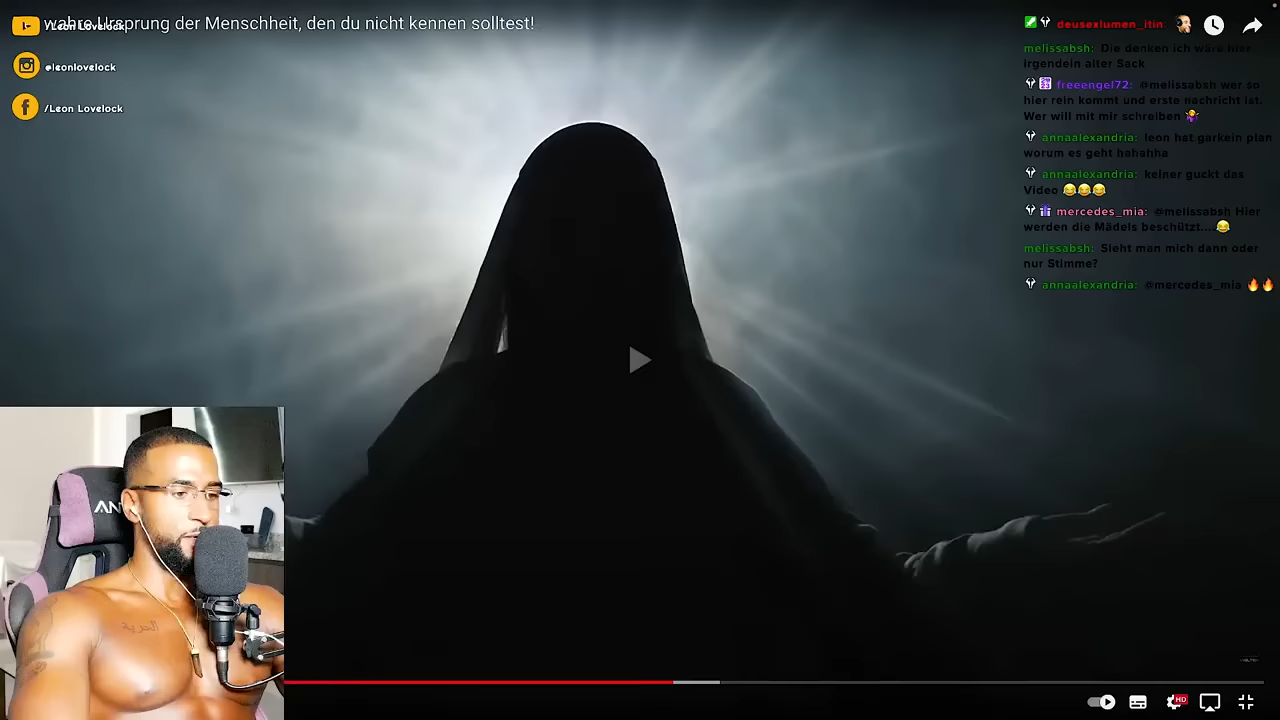 wahre Ursprung der Menschheit, den du nicht kennen solltest!
/Leon Lovelock
@leonlovelock
/Leon Lovelock
deusexlumen_itin:
melissabsh: Die denken ich wäre hier
irgendein alter Sack
freeengel72: @melissabsh wer so
hier rein kommt und erste nachricht ist.
Wer will mit mir schreiben 🤷‍♀️
annaalexandria: leon hat garkein plan
worum es geht hahahha
annaalexandria: keiner guckt das
Video 😂😂😂
mercedes_mia: @melissabsh Hier
werden die Mädels beschützt....😂
melissabsh: Sieht man mich dann oder
nur Stimme?
annaalexandria: @mercedes_mia 🔥🔥
AN
HD